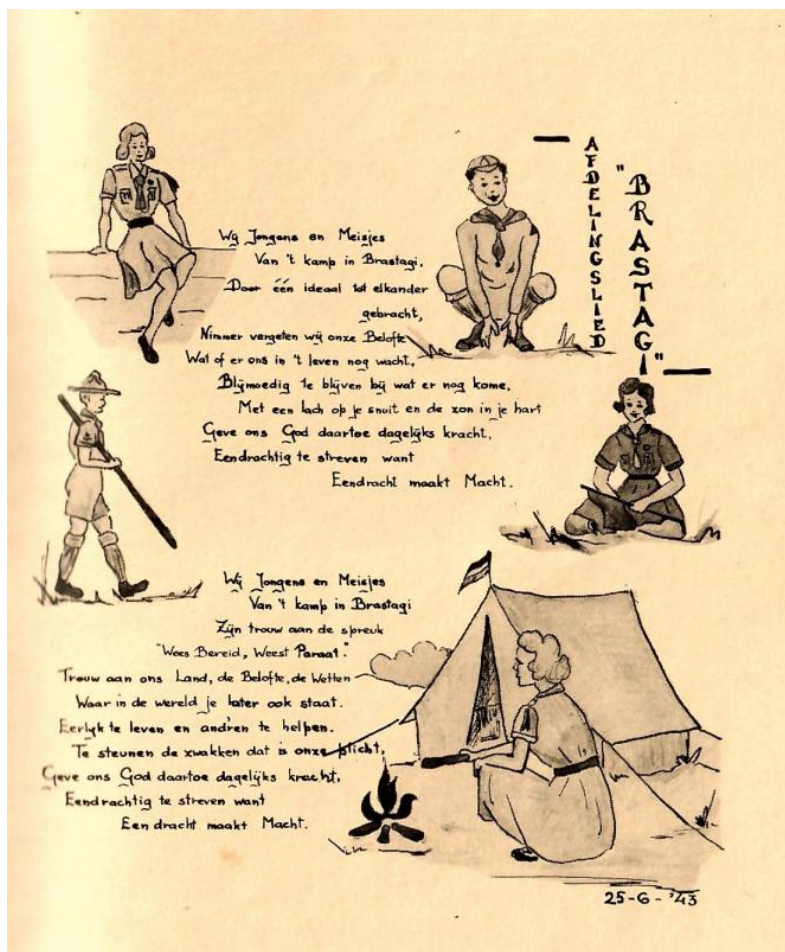 — AFDELINGSLIED
"BRASTAGI" —
Wij Jongens en Meisjes
Van 't kamp in Brastagi,
Door één ideaal tot elkander
gebracht,
Nimmer vergeten wij onze Belofte
Wat of er ons in 't leven nog wacht,
Blijmoedig te blijven bij wat er nog kome,
Met een lach op je snuit en de zon in je hart
Geve ons God daartoe dagelijks kracht,
Eendrachtig te streven want
Eendracht maakt Macht.
Wij Jongens en Meisjes
Van 't kamp in Brastagi
Zijn trouw aan de spreuk
"Wees Bereid, Weest Paraat."
Trouw aan ons Land, de Belofte, de Wetten
Waar in de wereld je later ook staat.
Eerlijk te leven en and'ren te helpen.
Te steunen de zwakken dat is onze plicht,
Geve ons God daartoe dagelijks kracht,
Eendrachtig te streven want
Een dracht maakt Macht.
25-6-'43